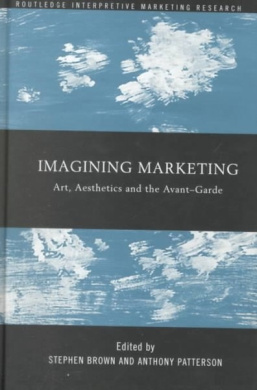 ROUTLEDGE INTERPRETIVE MARKETING RESEARCH
IMAGINING MARKETING
Art, Aesthetics and the Avant–Garde
Edited by
STEPHEN BROWN AND ANTHONY PATTERSON